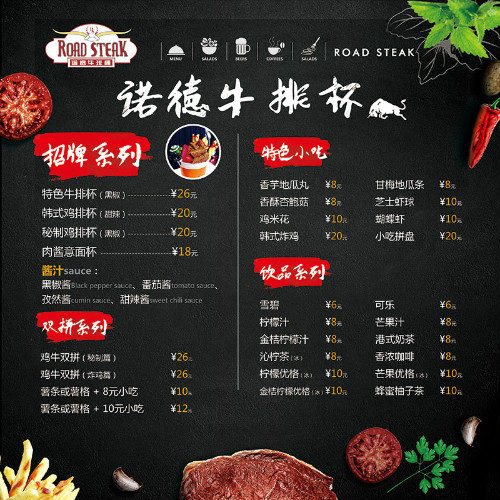 ROAD STEAK
诺德牛排杯
MENU
SALADS
BEERS
COFFEES
SALADS
ROAD STEAK
诺德牛排杯
招牌系列
特色牛排杯（黑椒）¥26元
韩式鸡排杯（甜辣）¥20元
秘制鸡排杯（黑椒）¥20元
肉酱意面杯 ¥18元
酱汁sauce：
黑椒酱Black pepper sauce、番茄酱tomato sauce、
孜然酱cumin sauce、甜辣酱sweet chili sauce
双拼系列
鸡牛双拼（秘制篇）¥26元
鸡牛双拼（炸鸡篇）¥26元
薯条或薯格 + 8元小吃 ¥10元
薯条或薯格 + 10元小吃 ¥12元
特色小吃
香芋地瓜丸 ¥8元 甘梅地瓜条 ¥8元
香酥杏鲍菇 ¥8元 芝士虾球 ¥10元
鸡米花 ¥10元 蝴蝶虾 ¥10元
韩式炸鸡 ¥20元 小吃拼盘 ¥20元
饮品系列
雪碧 ¥6元 可乐 ¥6元
柠檬汁 ¥8元 芒果汁 ¥8元
金桔柠檬汁 ¥8元 港式奶茶 ¥8元
沁柠茶（冰）¥8元 香浓咖啡 ¥8元
柠檬优格（冰）¥10元 芒果优格（冰）¥10元
金桔柠檬优格（冰）¥10元 蜂蜜柚子茶 ¥10元